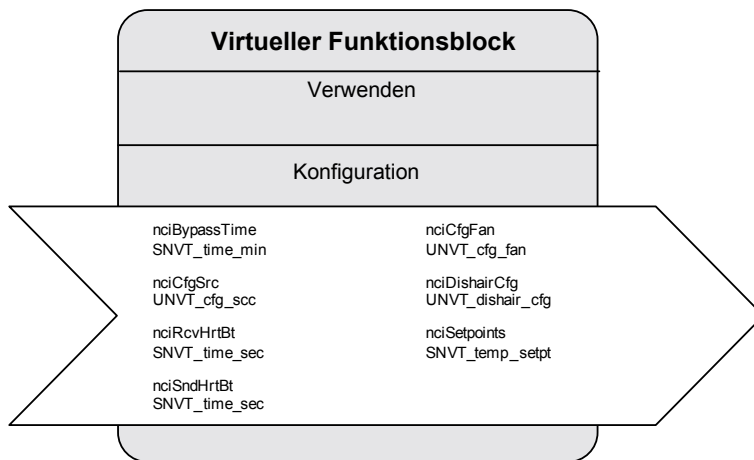 Virtueller Funktionsblock
Verwenden
Konfiguration
nciBypassTime
SNVT_time_min
nciCfgSrc
UNVT_cfg_scc
nciRcvHrtBt
SNVT_time_sec
nciSndHrtBt
SNVT_time_sec
nciCfgFan
UNVT_cfg_fan
nciDishairCfg
UNVT_dishair_cfg
nciSetpoints
SNVT_temp_setpt